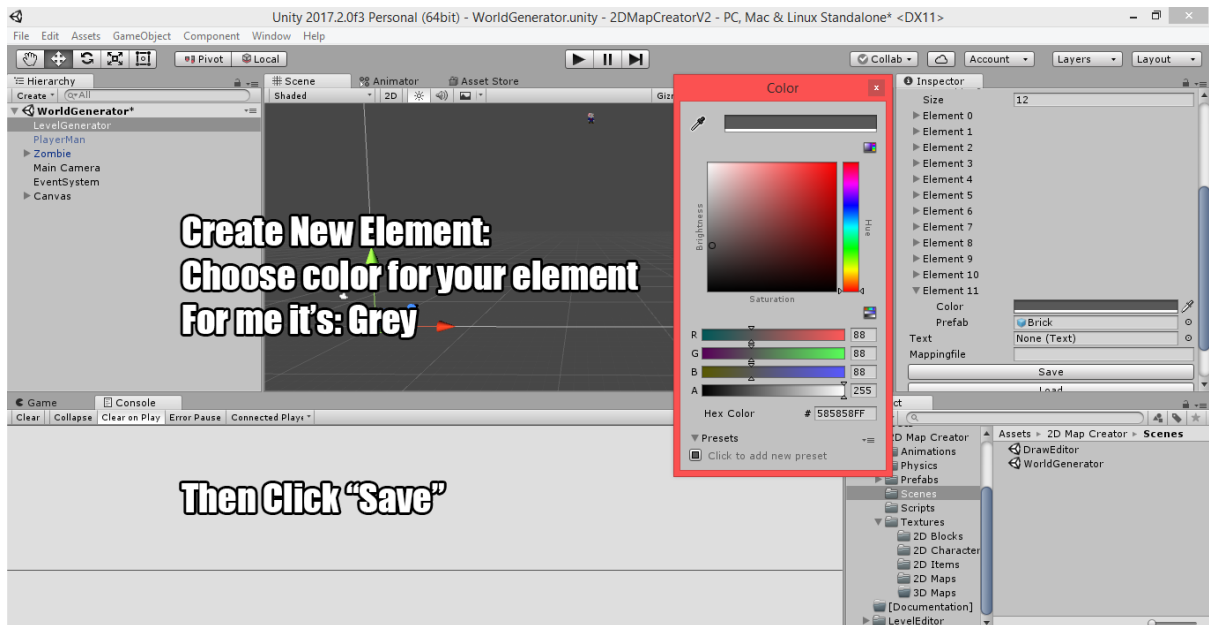 Unity 2017.2.0f3 Personal (64bit) - WorldGenerator.unity - 2DMapCreatorV2 - PC, Mac & Linux Standalone* <DX11>
File Edit Assets GameObject Component Window Help
Pivot Local Collab Account Layers Layout
Hierarchy
Create All
WorldGenerator*
LevelGenerator
PlayerMan
Zombie
Main Camera
EventSystem
Canvas
Scene Animator Asset Store
Shaded 2D
Create New Element:
Choose color for your element
For me it's: Grey
Color
Brightness
Hue
Saturation
R 88
G 88
B 88
A 255
Hex Color # 585858FF
Presets
Click to add new preset
Inspector
Size 12
Element 0
Element 1
Element 2
Element 3
Element 4
Element 5
Element 6
Element 7
Element 8
Element 9
Element 10
Element 11
Color
Prefab Brick
Text None (Text)
Mappingfile
Save
Load
Game Console
Clear Collapse Clear on Play Error Pause
Then Click “Save”
2D Map Creator
Animations
Physics
Prefabs
Scenes
Scripts
Textures
2D Blocks
2D Character
2D Items
2D Maps
3D Maps
[Documentation]
LevelEditor
Assets 2D Map Creator Scenes
DrawEditor
WorldGenerator